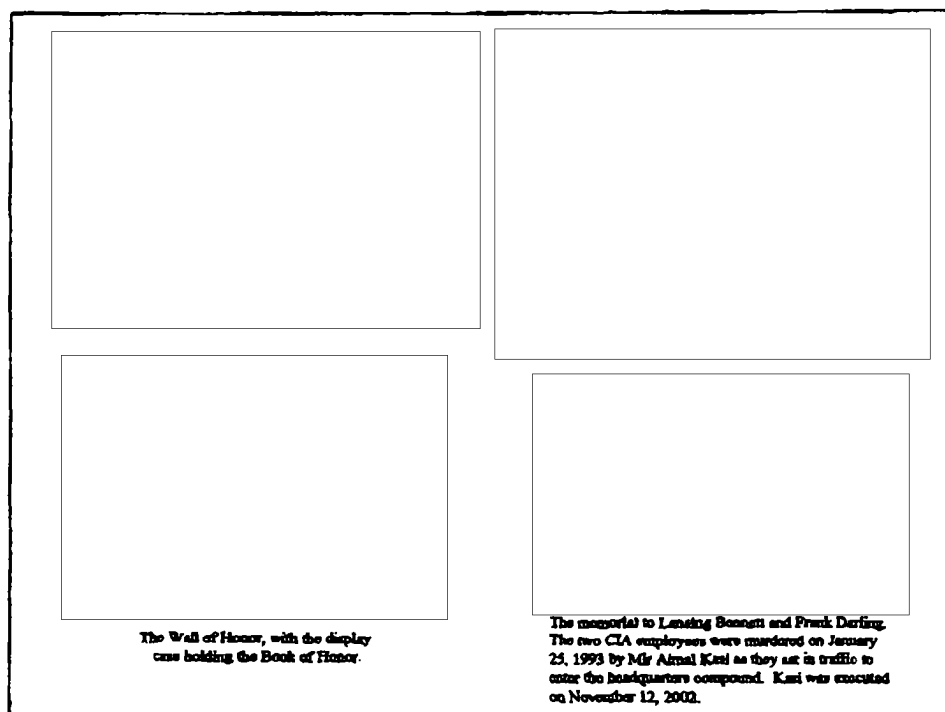 The Wall of Honor, with the display
case holding the Book of Honor.
The memorial to Lansing Bennett and Frank Darling.
The two CIA employees were murdered on January
25, 1993 by Mir Aimal Kasi as they sat in traffic to
enter the headquarters compound. Kasi was executed
on November 12, 2002.